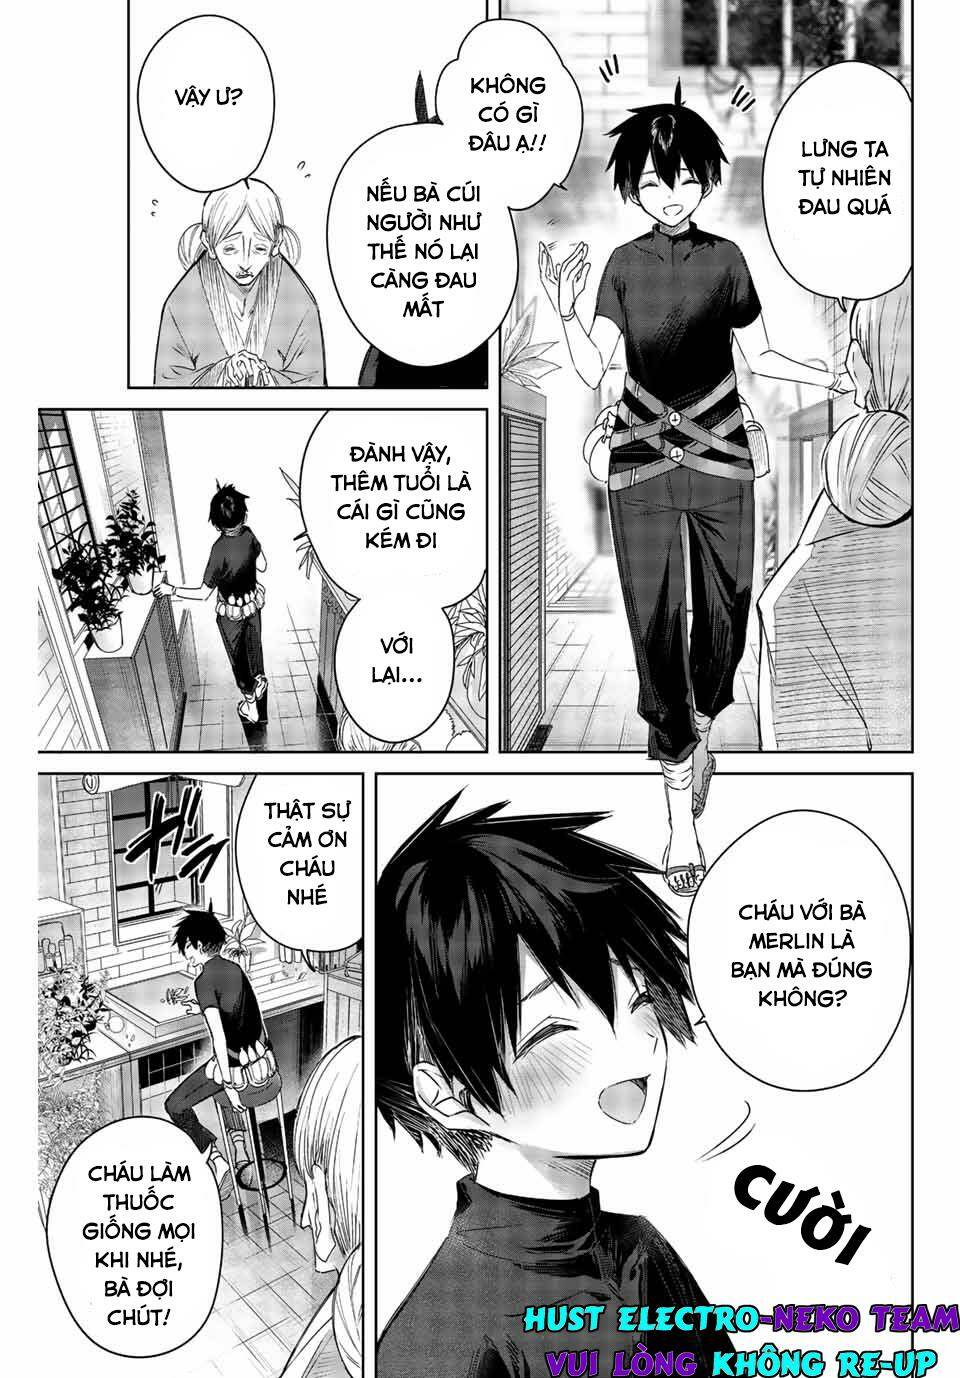 LƯNG TA
TỰ NHIÊN
ĐAU QUÁ
KHÔNG
CÓ GÌ
ĐÂU Ạ!!
NẾU BÀ CÚI
NGƯỜI NHƯ
THẾ NÓ LẠI
CÀNG ĐAU
MẤT
VẬY Ư?
ĐÀNH VẬY,
THÊM TUỔI LÀ
CÁI GÌ CŨNG
KÉM ĐI
VỚI
LẠI...
CHÁU VỚI BÀ
MERLIN LÀ
BẠN MÀ ĐÚNG
KHÔNG?
CƯỜI
THẬT SỰ
CẢM ƠN
CHÁU
NHÉ
CHÁU LÀM
THUỐC
GIỐNG MỌI
KHI NHÉ,
BÀ ĐỢI
CHÚT!
HUST ELECTRO-NEKO TEAM
VUI LÒNG KHÔNG RE-UP